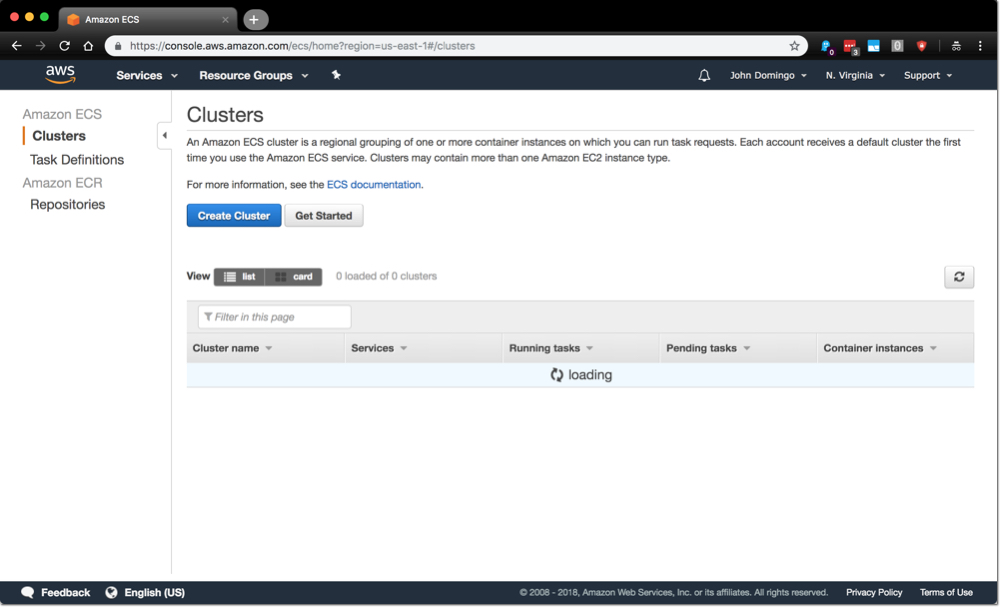 Amazon ECS
https://console.aws.amazon.com/ecs/home?region=us-east-1#/clusters
0
3
0
aws
Services
Resource Groups
John Domingo
N. Virginia
Support
Amazon ECS
Clusters
Task Definitions
Amazon ECR
Repositories
Clusters
An Amazon ECS cluster is a regional grouping of one or more container instances on which you can run task requests. Each account receives a default cluster the first
time you use the Amazon ECS service. Clusters may contain more than one Amazon EC2 instance type.
For more information, see the ECS documentation.
Create Cluster
Get Started
View
list
card
0 loaded of 0 clusters
Filter in this page
Cluster name
Services
Running tasks
Pending tasks
Container instances
loading
Feedback
English (US)
© 2008 - 2018, Amazon Web Services, Inc. or its affiliates. All rights reserved.
Privacy Policy
Terms of Use